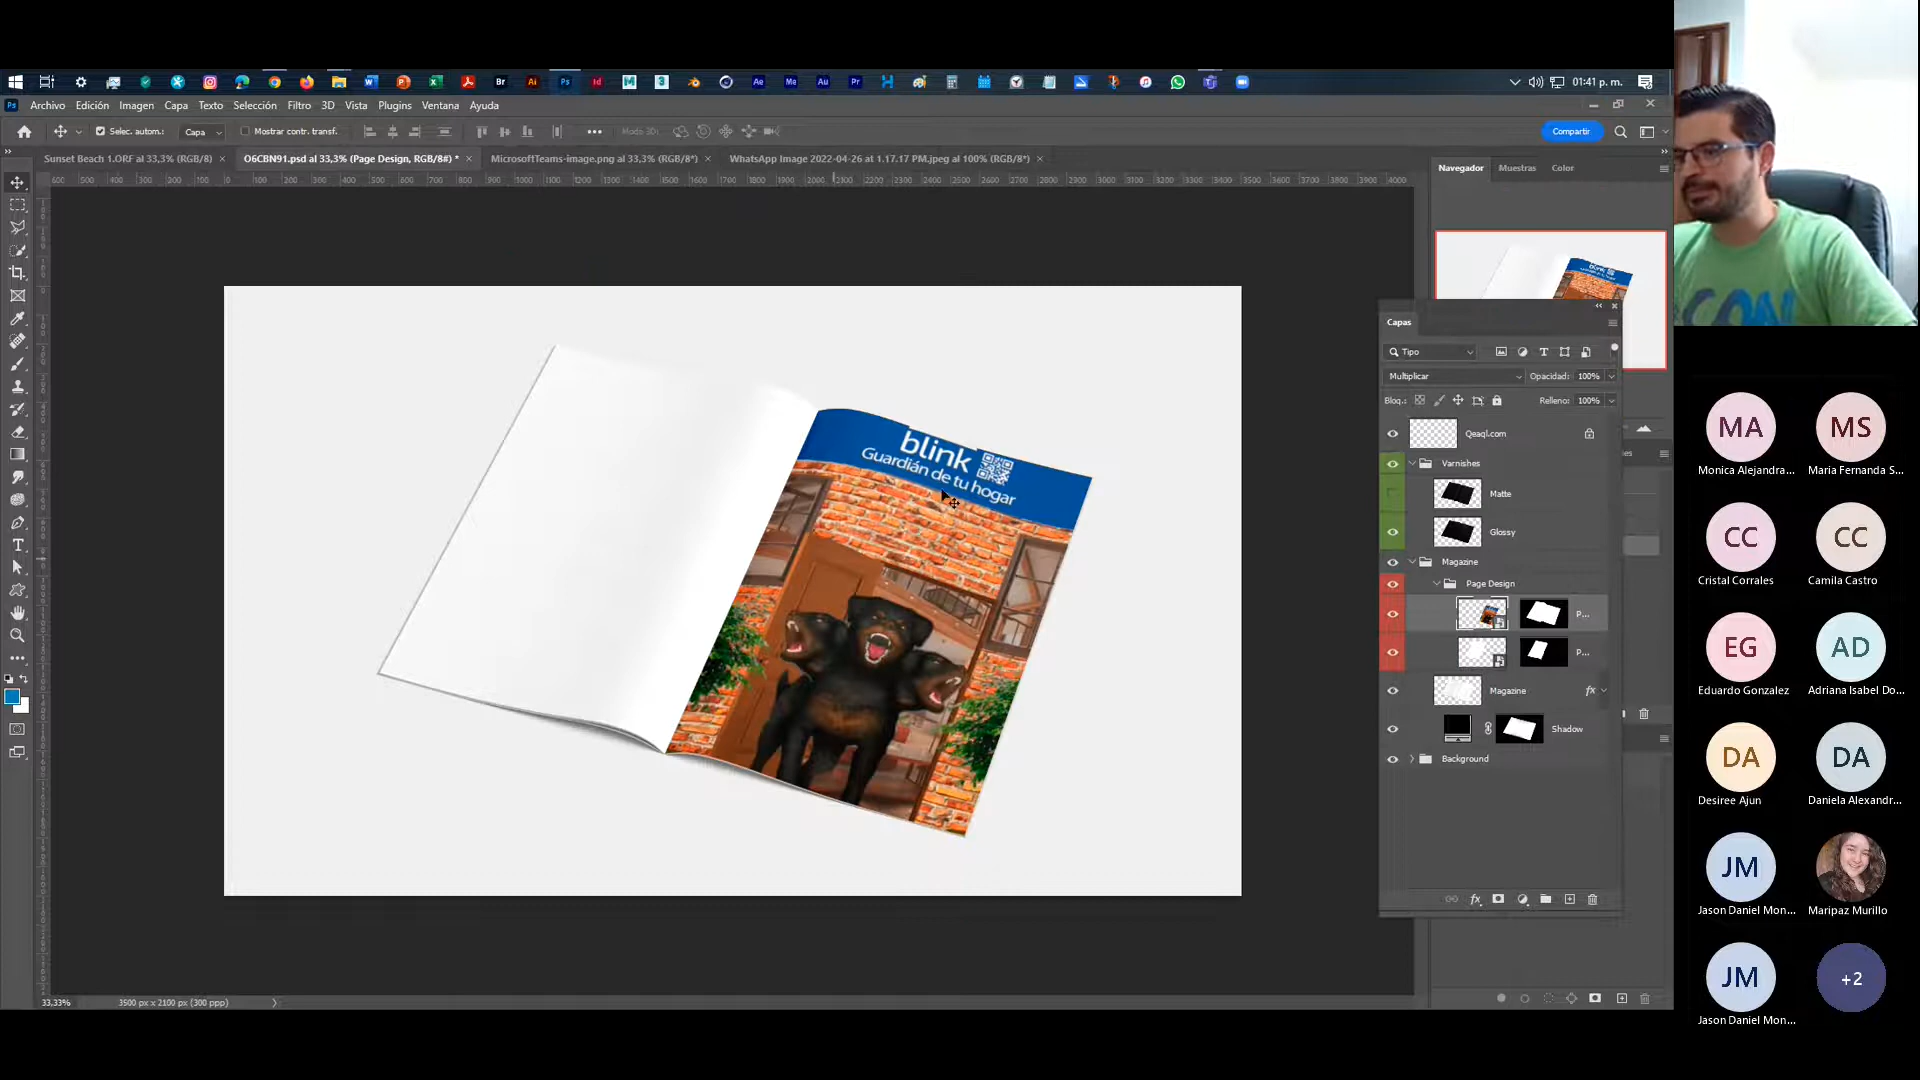 01:41 p. m.
Archivo Edición Imagen Capa Texto Selección Filtro 3D Vista Plugins Ventana Ayuda
Selec. autom.: Capa Mostrar contr. transf. Modo 3D: Compartir
Sunset Beach 1.ORF al 33,3% (RGB/8) × O6CBN91.psd al 33,3% (Page Design, RGB/8#) * × MicrosoftTeams-image.png al 33,3% (RGB/8*) × WhatsApp Image 2022-04-26 at 1.17.17 PM.jpeg al 100% (RGB/8*) ×
Navegador Muestras Color
blink
Guardián de tu hogar
Capas
Tipo
Multiplicar Opacidad: 100%
Bloq.: Relleno: 100%
Qeaql.com
Varnishes
Matte
Glossy
Magazine
Page Design
P...
P...
Magazine fx
Shadow
Background
33,33% 3500 px x 2100 px (300 ppp)
MA MS
Monica Alejandra... Maria Fernanda S...
CC CC
Cristal Corrales Camila Castro
EG AD
Eduardo Gonzalez Adriana Isabel Do...
DA DA
Desiree Ajun Daniela Alexandr...
JM
Jason Daniel Mon... Maripaz Murillo
JM +2
Jason Daniel Mon...